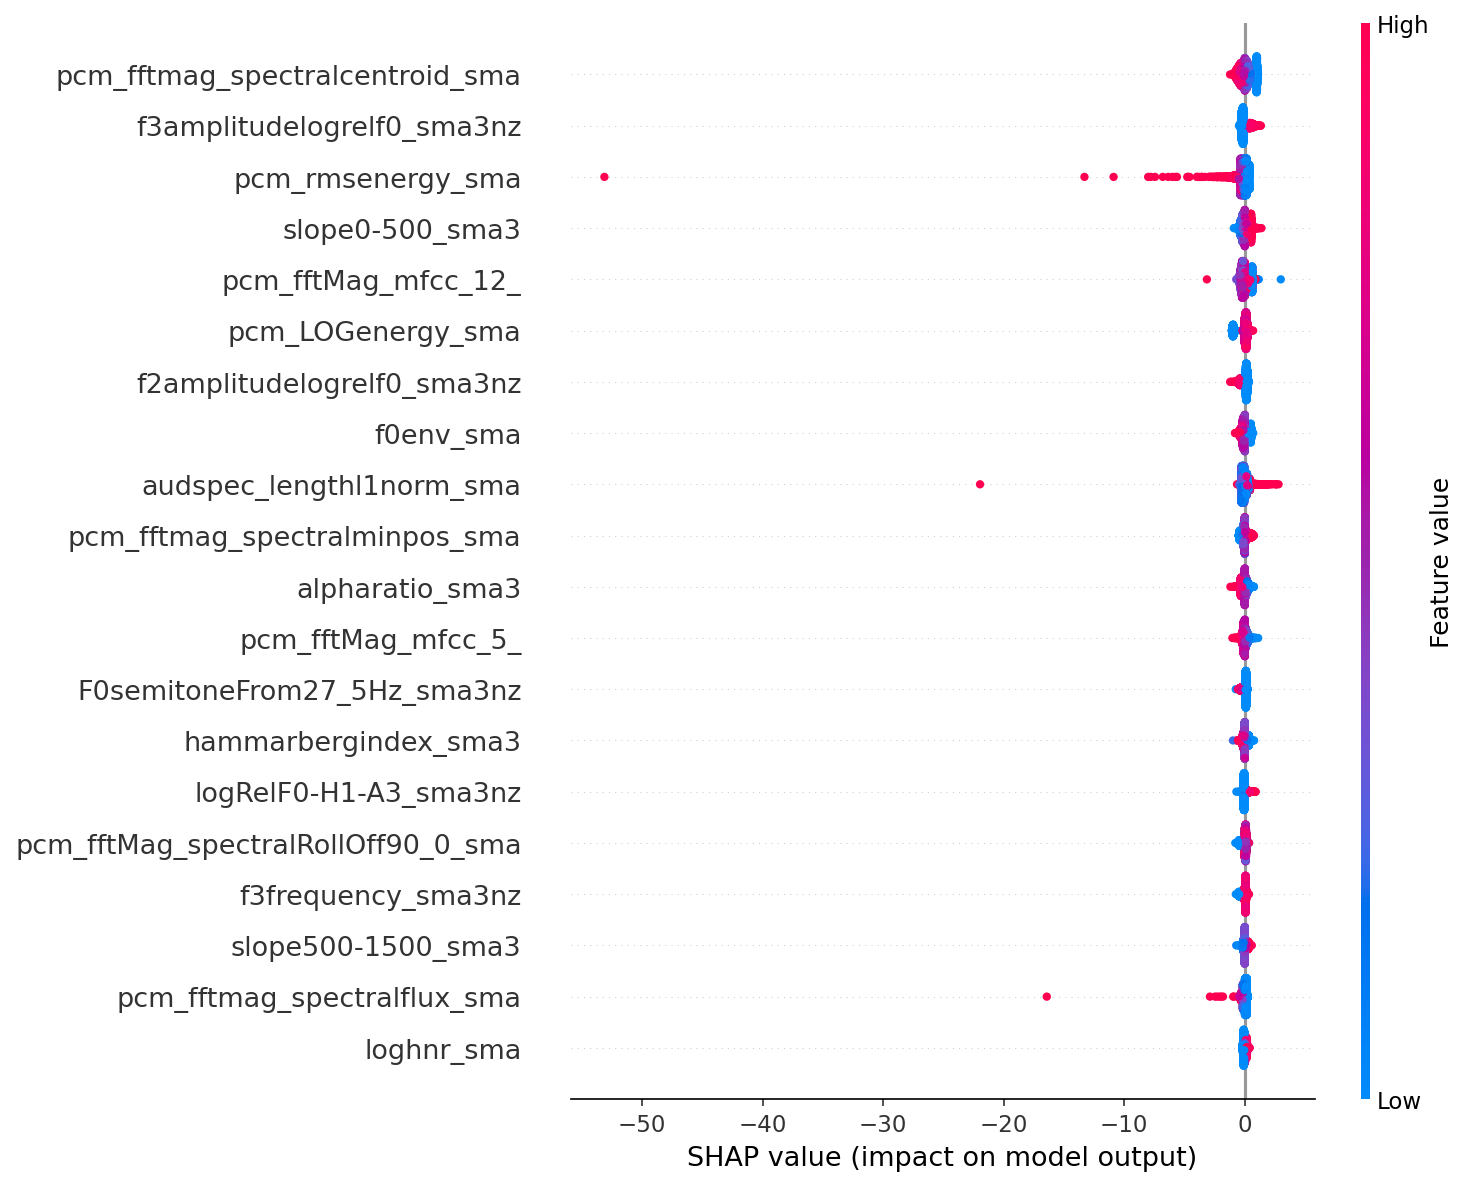 High
pcm_fftmag_spectralcentroid_sma
f3amplitudelogrelf0_sma3nz
pcm_rmsenergy_sma
slope0-500_sma3
pcm_fftMag_mfcc_12_
pcm_LOGenergy_sma
f2amplitudelogrelf0_sma3nz
f0env_sma
audspec_lengthl1norm_sma
pcm_fftmag_spectralminpos_sma
alpharatio_sma3
pcm_fftMag_mfcc_5_
F0semitoneFrom27_5Hz_sma3nz
hammarbergindex_sma3
logRelF0-H1-A3_sma3nz
pcm_fftMag_spectralRollOff90_0_sma
f3frequency_sma3nz
slope500-1500_sma3
pcm_fftmag_spectralflux_sma
loghnr_sma
Feature value
Low
−50 −40 −30 −20 −10 0
SHAP value (impact on model output)